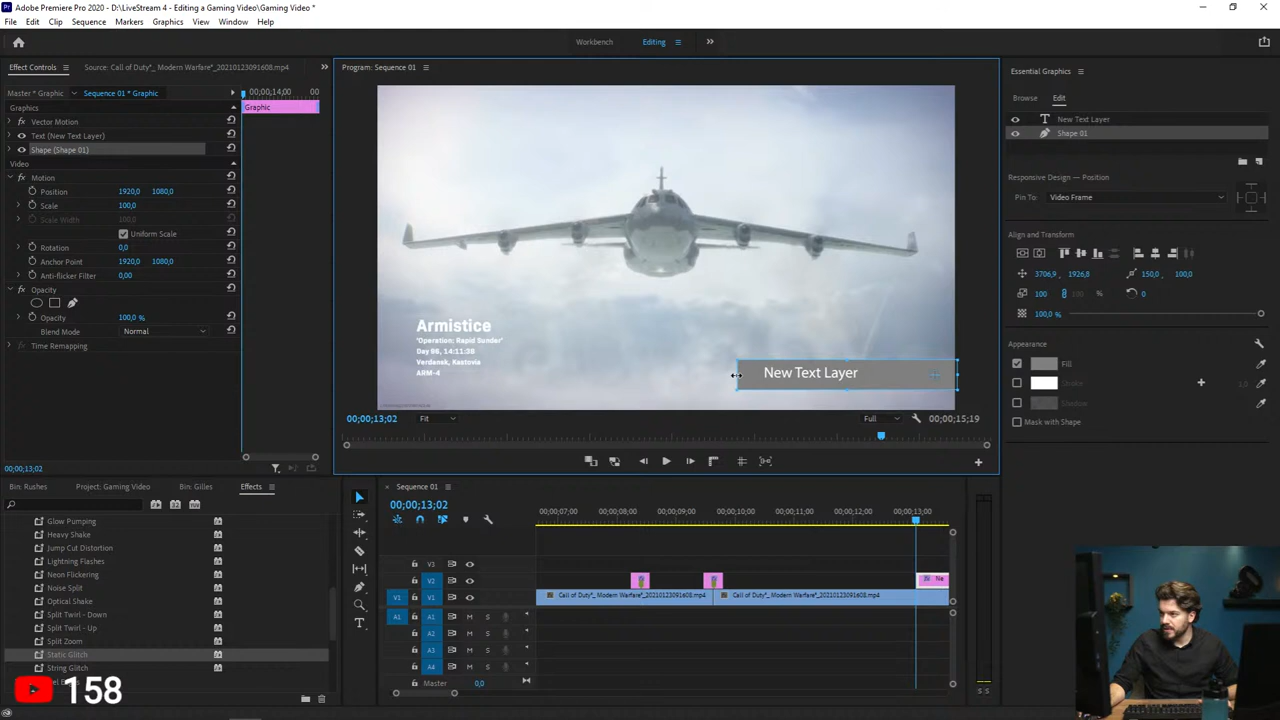 Adobe Premiere Pro 2020 - D:\LiveStream 4 - Editing a Gaming Video\Gaming Video *
File Edit Clip Sequence Markers Graphics View Window Help
Workbench Editing
Effect Controls Source: Call of Duty*_ Modern Warfare*_20210123091608.mp4
Program: Sequence 01
Essential Graphics
Master * Graphic Sequence 01 * Graphic
00;00;14;00 00
Graphics
Graphic
Browse Edit
Vector Motion
New Text Layer
Text (New Text Layer)
Shape 01
Shape (Shape 01)
Video
Motion
Responsive Design — Position
Position 1920,0 1080,0
Pin To: Video Frame
Scale 100,0
Scale Width 100,0
Uniform Scale
Align and Transform
Rotation 0,0
Anchor Point 1920,0 1080,0
3706,9 1926,8 150,0 100,0
Anti-flicker Filter 0,00
Opacity
100 100 % 0
Opacity 100,0 %
100,0 %
Blend Mode Normal
Time Remapping
Armistice
"Operation: Rapid Sunder"
Day 96, 14:11:38
Verdansk, Kastovia
ARM-4
New Text Layer
Appearance
Fill
Stroke 1,0
Shadow
Mask with Shape
00;00;13;02 Fit Full 00;00;15;19
00;00;13;02
Bin: Rushes Project: Gaming Video Bin: Gilles Effects
Sequence 01
00;00;13;02
00;00;07;00 00;00;08;00 00;00;09;00 00;00;10;00 00;00;11;00 00;00;12;00 00;00;13;00
Glow Pumping
Heavy Shake
Jump Cut Distortion
Lightning Flashes
Neon Flickering
Noise Split
Optical Shake
Split Twirl - Down
Split Twirl - Up
Split Zoom
Static Glitch
String Glitch
V3
V2 Ne
V1 V1 Call of Duty*_ Modern Warfare*_20210123091608.mp4 Call of Duty*_ Modern Warfare*_20210123091608.mp4
A1 A1 M S
A2 M S
A3 M S
A4 M S
Master 0,0
S S
158